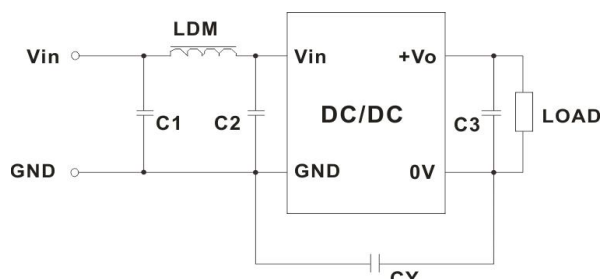 LDM
Vin
Vin
+Vo
C1
C2
DC/DC
C3
LOAD
GND
GND
0V
CY